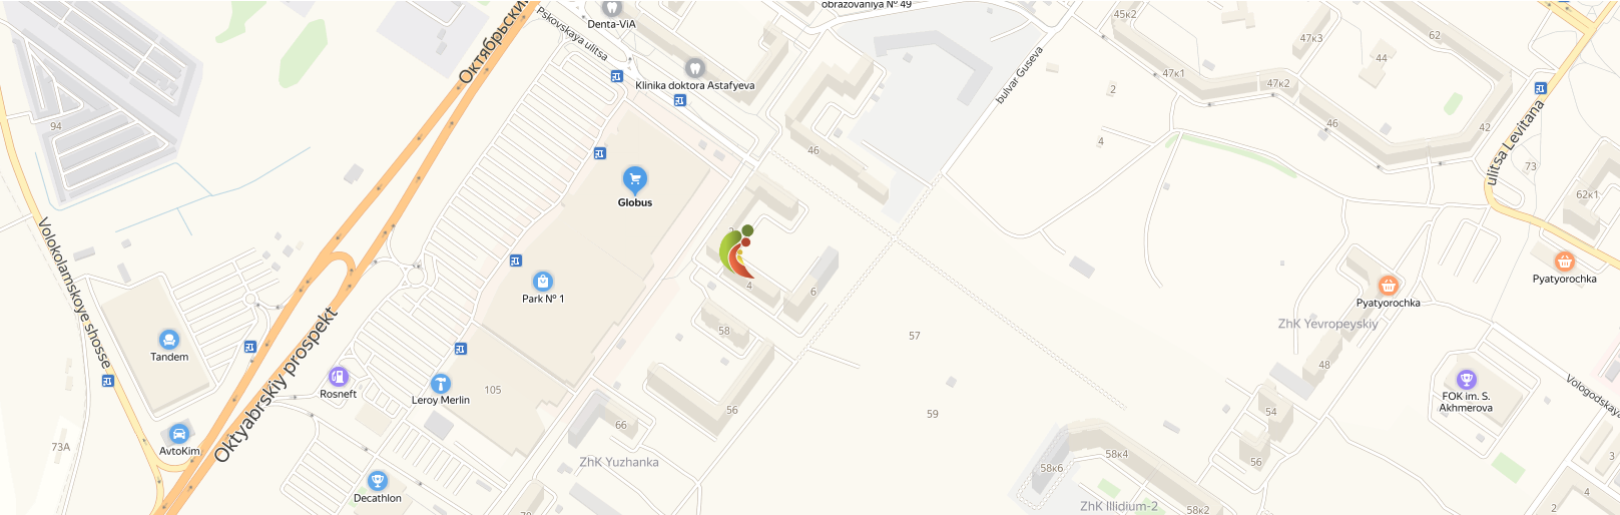 obrazovaniya № 49
Denta-ViA
Pskovskaya ulitsa
Октябрьский
Klinika doktora Astafyeva
45к2
62
47к3
44
47к1
47к2
2
bulvar Guseva
46
42
4
94
46
73
ulitsa Levitana
62к1
Globus
Volokolamskoye shosse
Pyatyorochka
Park № 1
4
6
Pyatyorochka
ZhK Yevropeyskiy
58
57
Tandem
Oktyabrskiy prospekt
48
Rosneft
Leroy Merlin
105
FOK im. S.
Akhmerova
Vologodskaya
56
59
54
66
73А
AvtoKim
ZhK Yuzhanka
58к4
56
58к6
3
Decathlon
4
ZhK Illidium-2
58к2
2